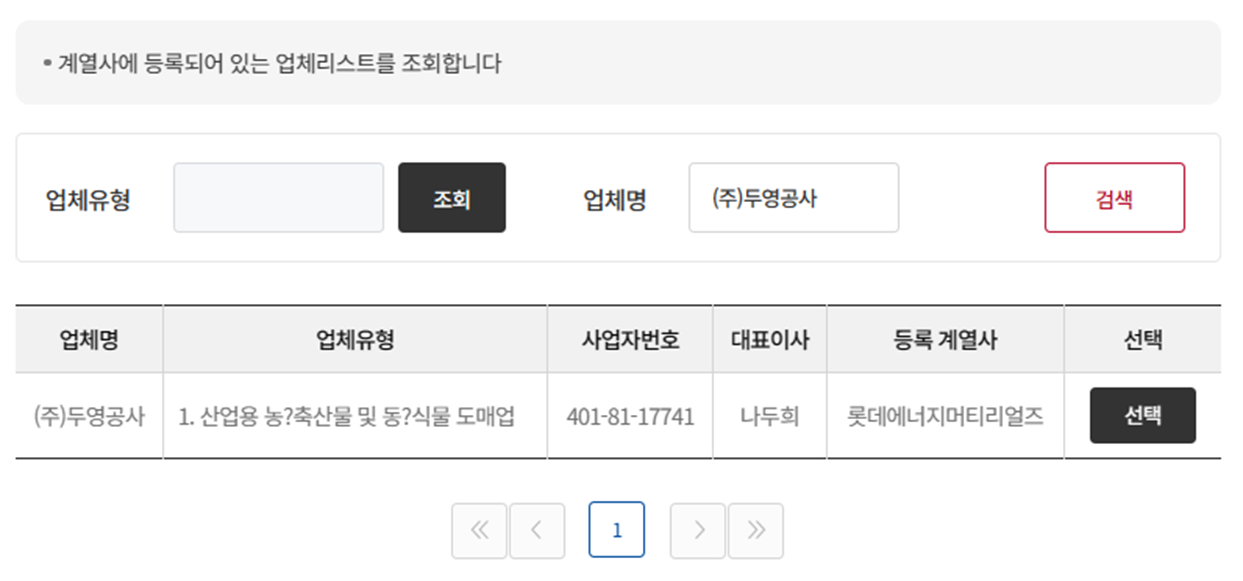 • 계열사에 등록되어 있는 업체리스트를 조회합니다
업체유형 조회 업체명 (주)두영공사 검색
업체명 업체유형 사업자번호 대표이사 등록 계열사 선택
(주)두영공사 1. 산업용 농?축산물 및 동?식물 도매업 401-81-17741 나두희 롯데에너지머티리얼즈 선택
1